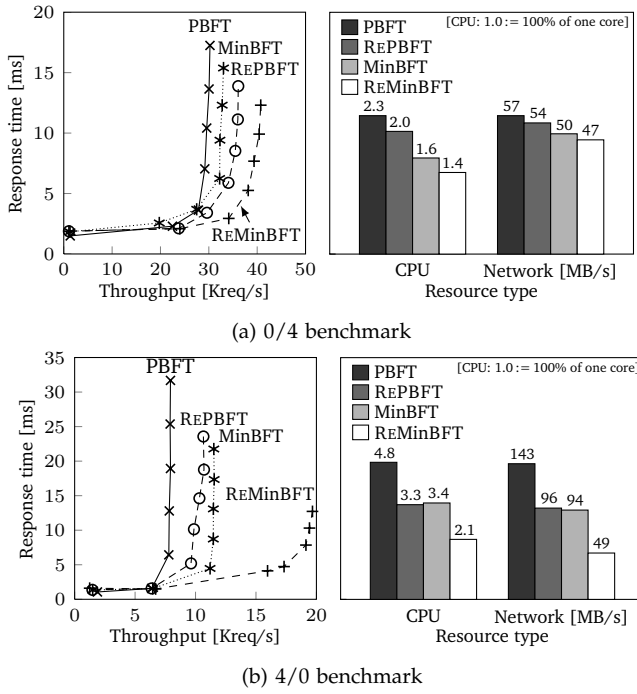 20
15
10
5
0
Response time [ms]
PBFT
MinBFT
REPBFT
REMinBFT
0 10 20 30 40 50
Throughput [Kreq/s]
[CPU: 1.0 := 100% of one core]
PBFT
REPBFT
MinBFT
REMinBFT
2.3 2.0 1.6 1.4 57 54 50 47
CPU Network [MB/s]
Resource type
(a) 0/4 benchmark
35
30
25
20
15
10
5
0
Response time [ms]
PBFT
REPBFT
MinBFT
REMinBFT
0 5 10 15 20
Throughput [Kreq/s]
[CPU: 1.0 := 100% of one core]
PBFT
REPBFT
MinBFT
REMinBFT
4.8 3.3 3.4 2.1 143 96 94 49
CPU Network [MB/s]
Resource type
(b) 4/0 benchmark